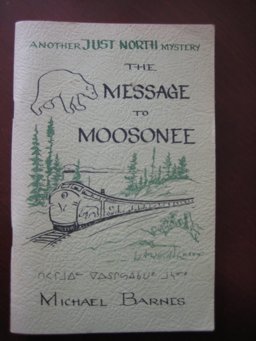 ANOTHER JUST NORTH MYSTERY
THE
MESSAGE
TO
MOOSONEE
MICHAEL BARNES